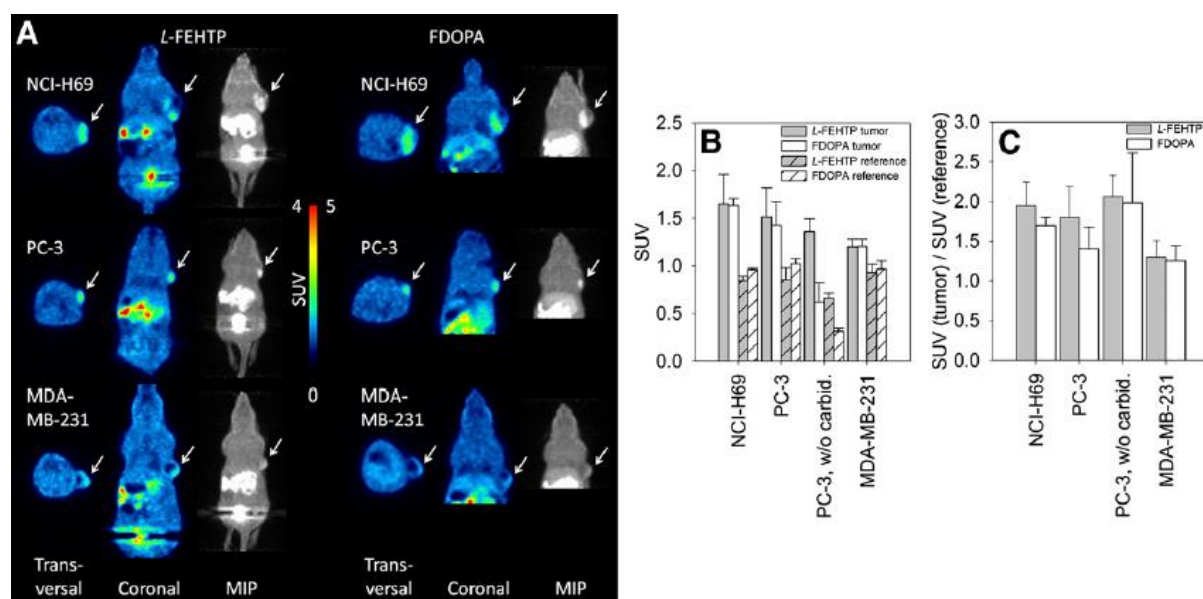 A
L-FEHTP
FDOPA
NCI-H69
NCI-H69
PC-3
PC-3
4 5
SUV
0
MDA-
MB-231
MDA-
MB-231
Trans-
versal
Coronal
MIP
Trans-
versal
Coronal
MIP
B
L-FEHTP tumor
FDOPA tumor
L-FEHTP reference
FDOPA reference
SUV
2.5
2.0
1.5
1.0
0.5
0.0
NCI-H69
PC-3
PC-3, w/o carbid.
MDA-MB-231
C
L-FEHTP
FDOPA
SUV (tumor) / SUV (reference)
3.0
2.5
2.0
1.5
1.0
0.5
0.0
NCI-H69
PC-3
PC-3, w/o carbid.
MDA-MB-231